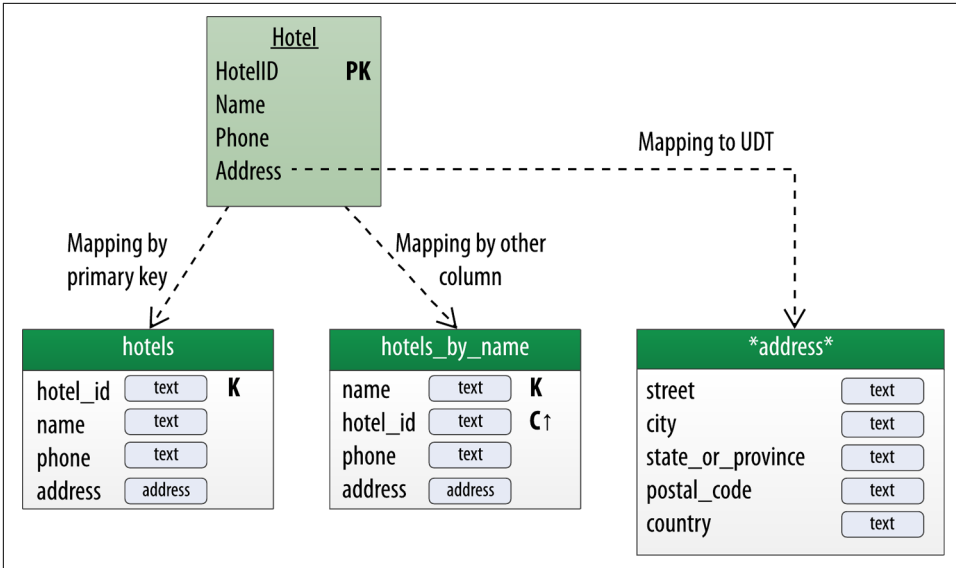 Hotel
HotelID PK
Name
Phone
Address
Mapping to UDT
Mapping by
primary key
Mapping by other
column
hotels
hotel_id text K
name text
phone text
address address
hotels_by_name
name text K
hotel_id text C↑
phone text
address address
*address*
street text
city text
state_or_province text
postal_code text
country text